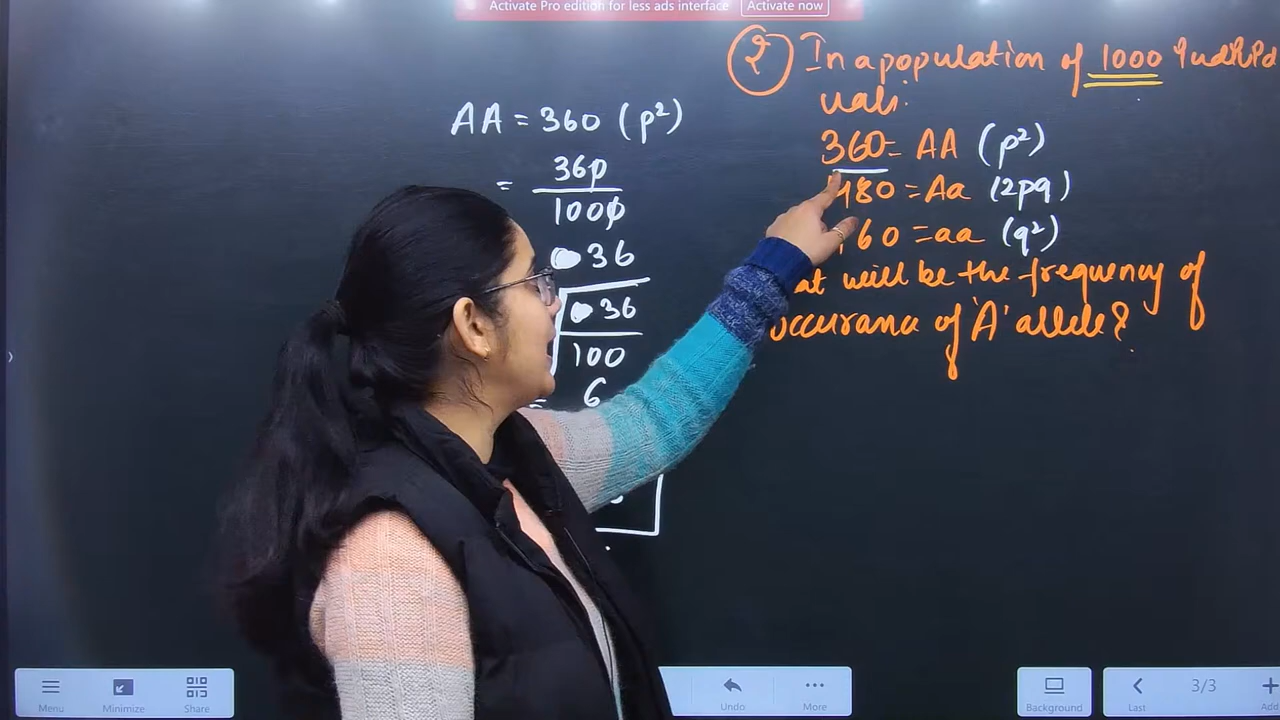 Activate Pro edition for less ads interface Activate now
Q In a population of 1000 Individ
uals.
360 = AA (p²)
480 = Aa (2pq)
160 = aa (q²)
at will be the frequency of
occurance of 'A' allele?
AA = 360 (p²)
= 360
1000
.36
√.36
100
= 6
Menu
Minimize
Share
Undo
More
Background
Last
3/3
Add